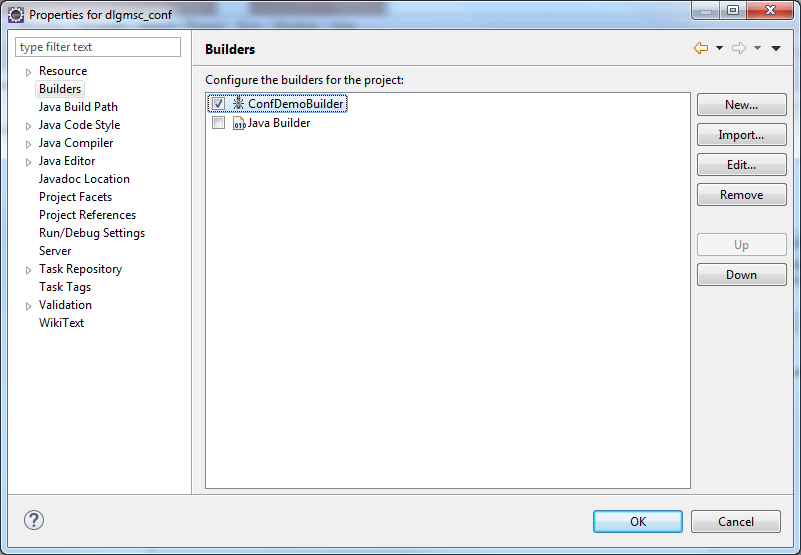 Properties for dlgmsc_conf
type filter text
Resource
Builders
Java Build Path
Java Code Style
Java Compiler
Java Editor
Javadoc Location
Project Facets
Project References
Run/Debug Settings
Server
Task Repository
Task Tags
Validation
WikiText
Builders
Configure the builders for the project:
ConfDemoBuilder
010
Java Builder
New...
Import...
Edit...
Remove
Up
Down
?
OK
Cancel